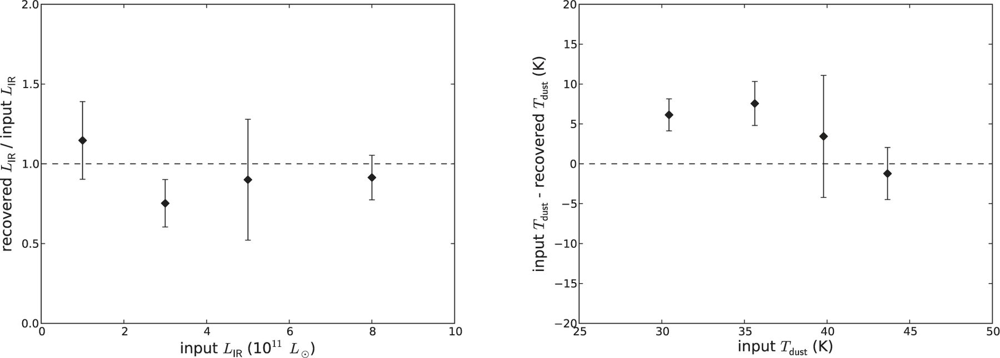 2.0
1.5
1.0
0.5
0.0
0 2 4 6 8 10
recovered L_IR / input L_IR
input L_IR (10^11 L_⊙)
20
15
10
5
0
−5
−10
−15
−20
25 30 35 40 45 50
input T_dust - recovered T_dust (K)
input T_dust (K)